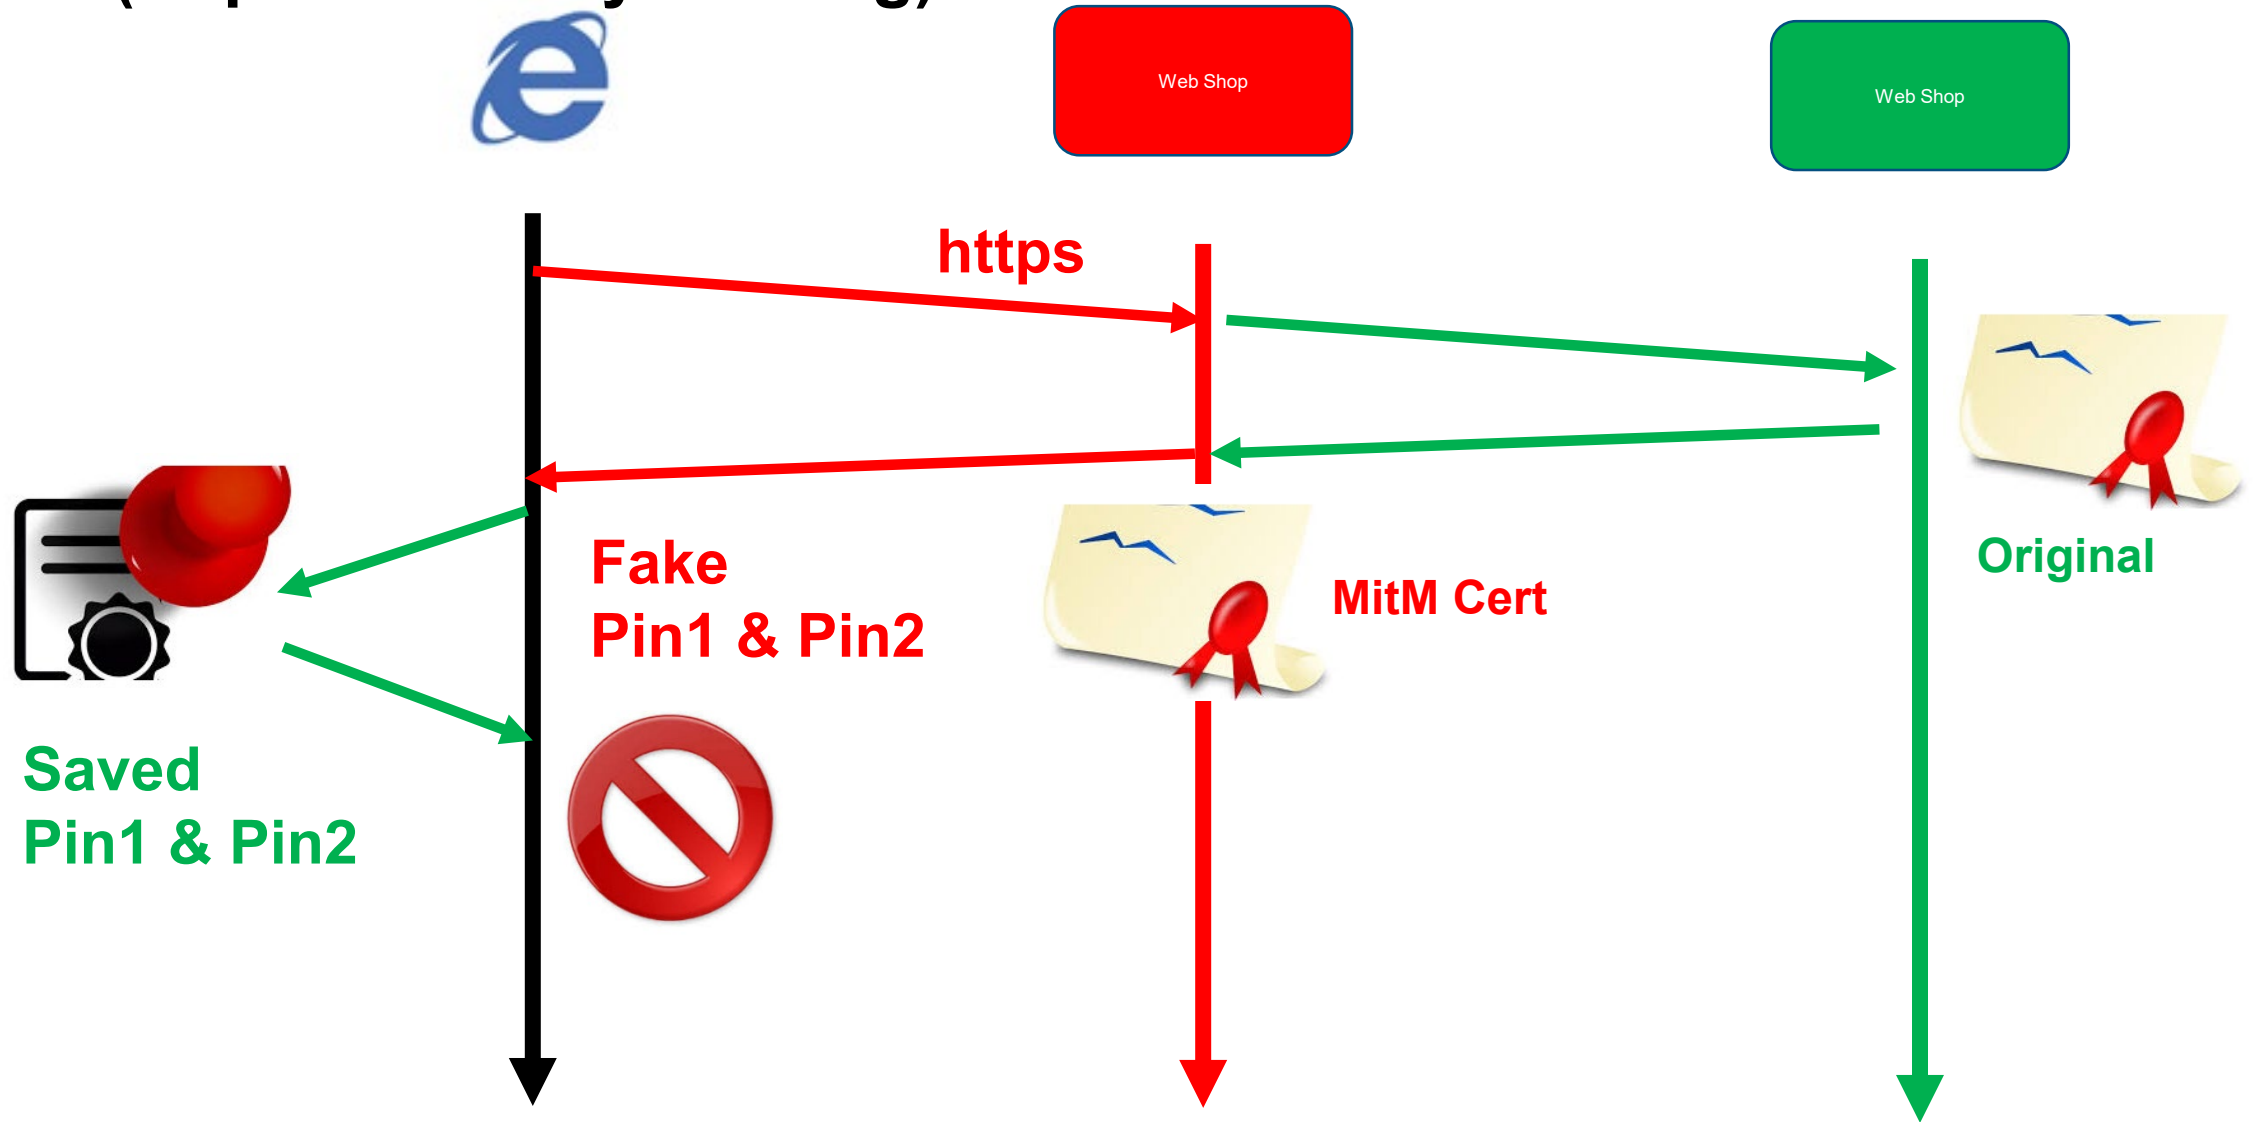 Web Shop
Web Shop
https
Original
Fake
Pin1 & Pin2
MitM Cert
Saved
Pin1 & Pin2